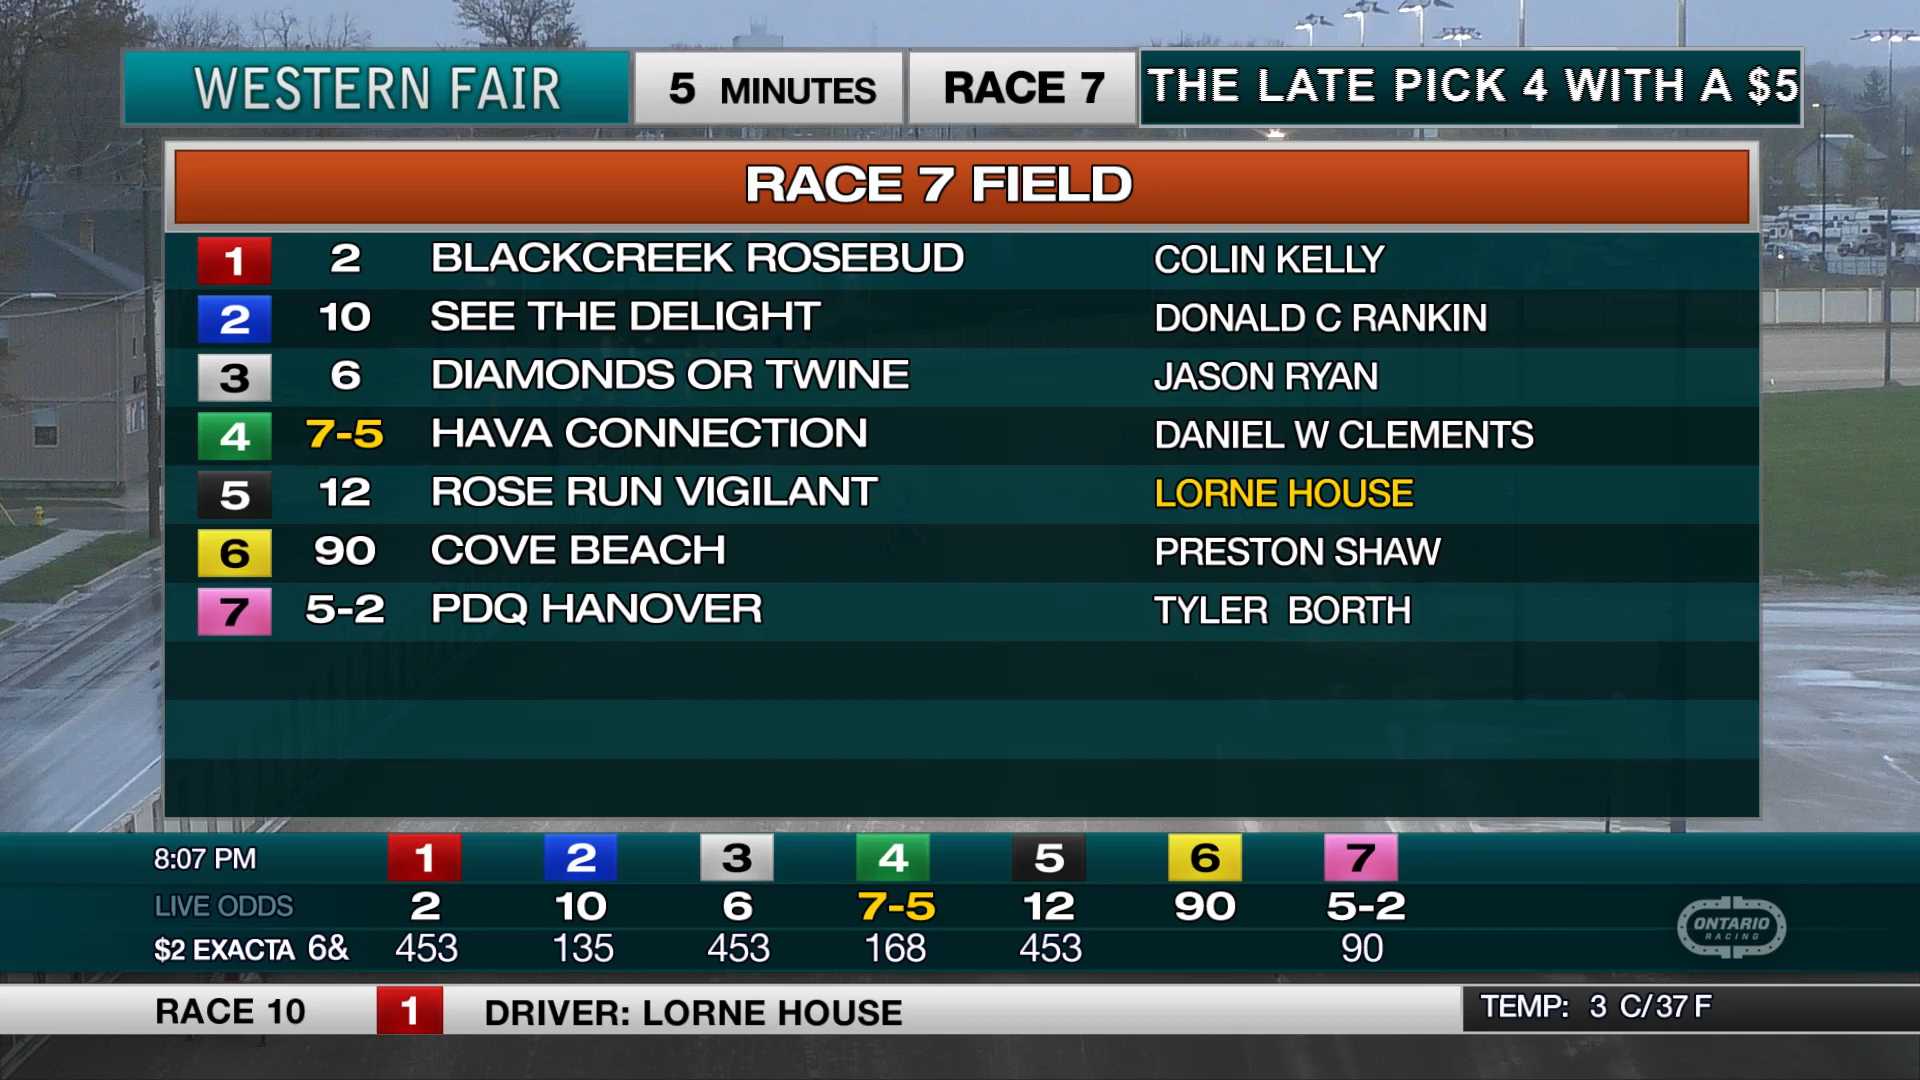 WESTERN FAIR 5 MINUTES RACE 7 THE LATE PICK 4 WITH A $5
RACE 7 FIELD
1 2 BLACKCREEK ROSEBUD COLIN KELLY
2 10 SEE THE DELIGHT DONALD C RANKIN
3 6 DIAMONDS OR TWINE JASON RYAN
4 7-5 HAVA CONNECTION DANIEL W CLEMENTS
5 12 ROSE RUN VIGILANT LORNE HOUSE
6 90 COVE BEACH PRESTON SHAW
7 5-2 PDQ HANOVER TYLER BORTH
8:07 PM 1 2 3 4 5 6 7
LIVE ODDS 2 10 6 7-5 12 90 5-2
$2 EXACTA 6& 453 135 453 168 453 90
ONTARIO
RACING
RACE 10 1 DRIVER: LORNE HOUSE TEMP: 3 C/37 F